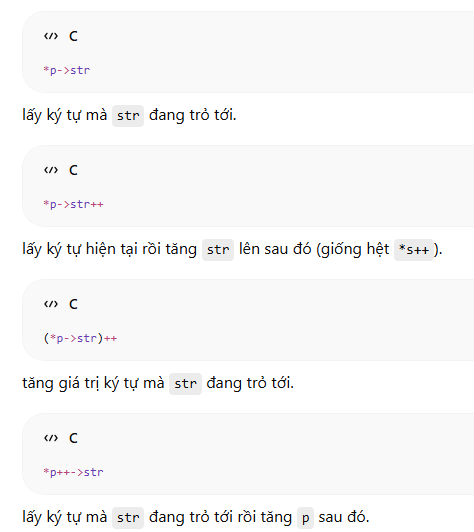 </> C
*p->str
lấy ký tự mà str đang trỏ tới.
</> C
*p->str++
lấy ký tự hiện tại rồi tăng str lên sau đó (giống hệt *s++).
</> C
(*p->str)++
tăng giá trị ký tự mà str đang trỏ tới.
</> C
*p++->str
lấy ký tự mà str đang trỏ tới rồi tăng p sau đó.